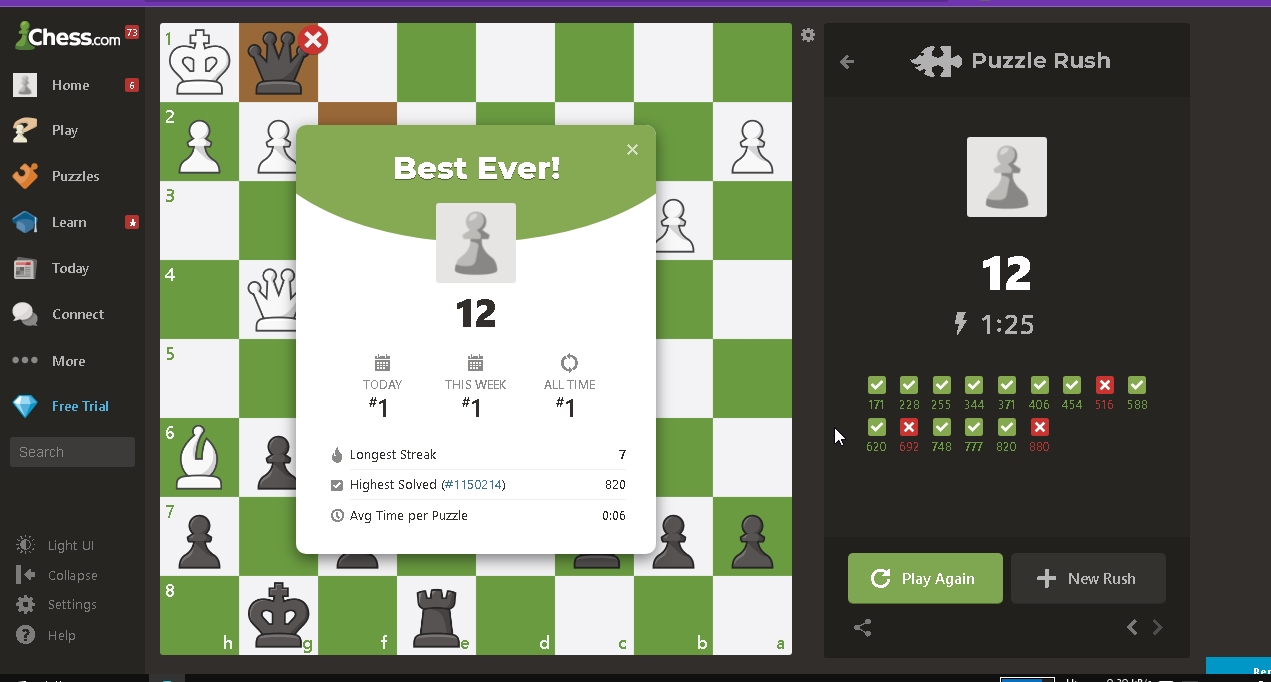 Chess.com 73
Home 6
Play
Puzzles
Learn
Today
Connect
More
Free Trial
Search
Light UI
Collapse
Settings
Help
1
2
3
4
5
6
7
8
h g f e d c b a
Best Ever!
12
TODAY THIS WEEK ALL TIME
#1 #1 #1
Longest Streak 7
Highest Solved (#1150214) 820
Avg Time per Puzzle 0:06
Puzzle Rush
12
1:25
171 228 255 344 371 406 454 516 588
620 692 748 777 820 880
Play Again
New Rush